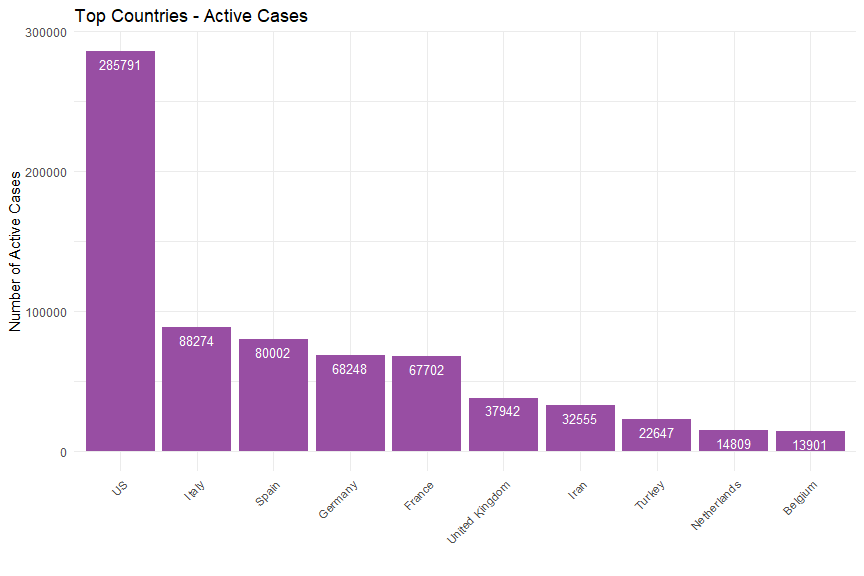 Top Countries - Active Cases
Number of Active Cases
300000
200000
100000
0
285791
88274
80002
68248
67702
37942
32555
22647
14809
13901
US
Italy
Spain
Germany
France
United Kingdom
Iran
Turkey
Netherlands
Belgium